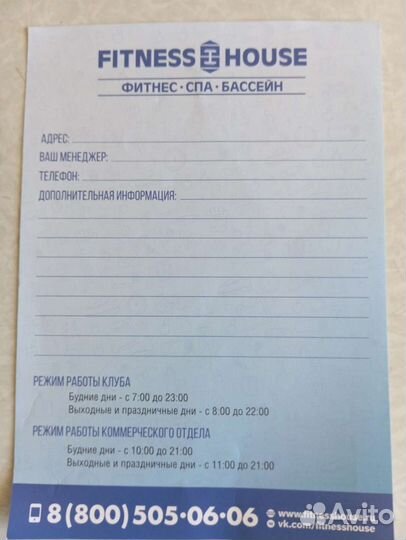 FITNESS HOUSE
ФИТНЕС · СПА · БАССЕЙН
АДРЕС:
ВАШ МЕНЕДЖЕР:
ТЕЛЕФОН:
ДОПОЛНИТЕЛЬНАЯ ИНФОРМАЦИЯ:
РЕЖИМ РАБОТЫ КЛУБА
Будние дни - с 7:00 до 23:00
Выходные и праздничные дни - с 8:00 до 22:00
РЕЖИМ РАБОТЫ КОММЕРЧЕСКОГО ОТДЕЛА
Будние дни - с 10:00 до 21:00
Выходные и праздничные дни - с 11:00 до 21:00
8(800)505·06·06
www.fitnesshouse.ru
vk.com/fitnesshouse
Avito